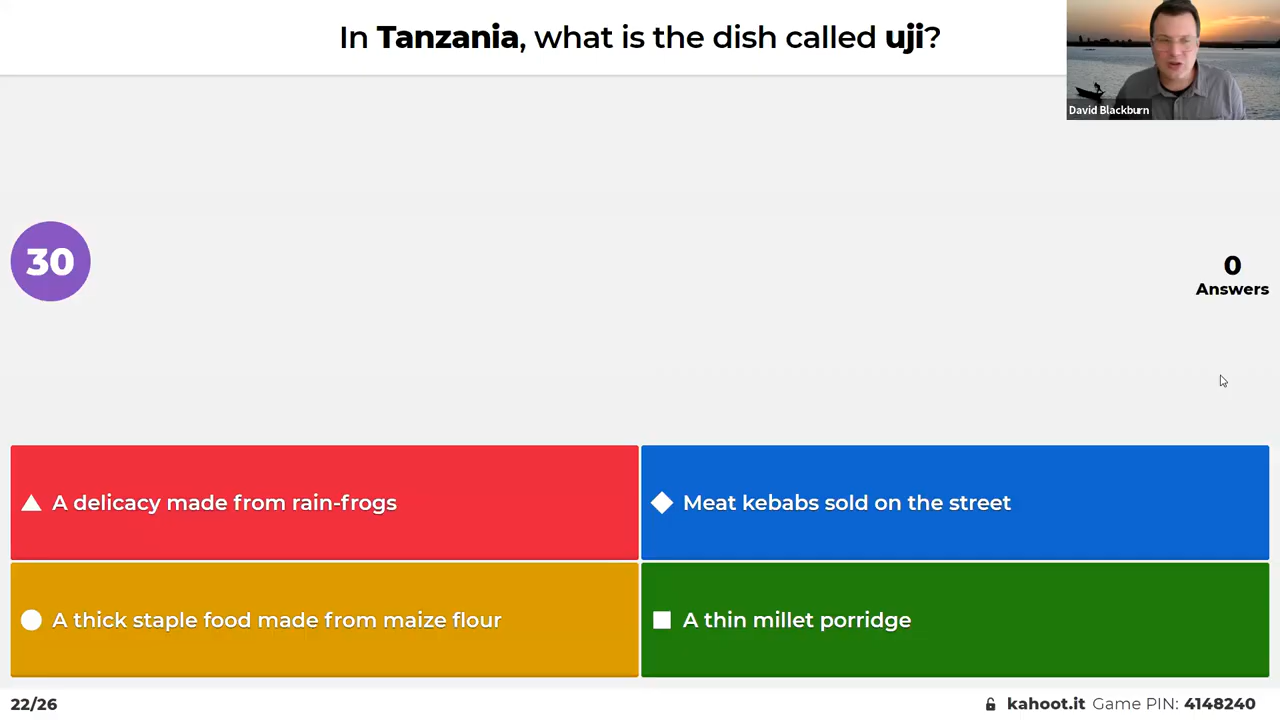 In Tanzania, what is the dish called uji?
David Blackburn
30
0
Answers
A delicacy made from rain-frogs
Meat kebabs sold on the street
A thick staple food made from maize flour
A thin millet porridge
22/26
kahoot.it Game PIN: 4148240